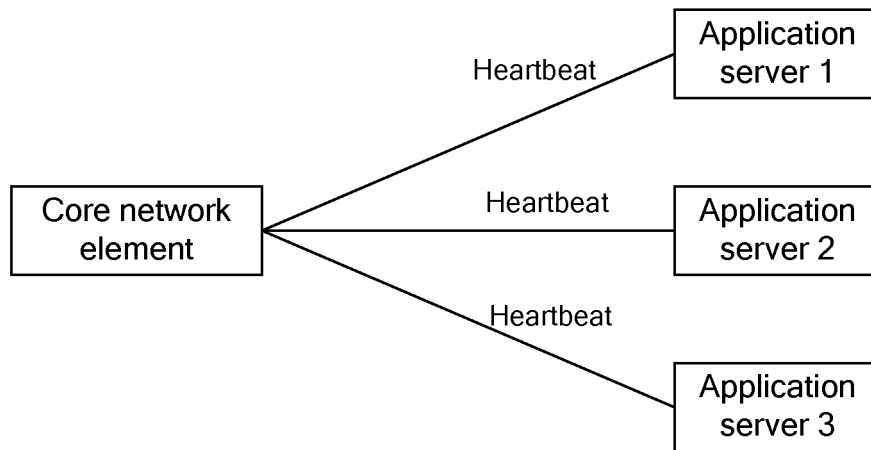 Application
server 1
Heartbeat
Core network
element
Heartbeat
Application
server 2
Heartbeat
Application
server 3